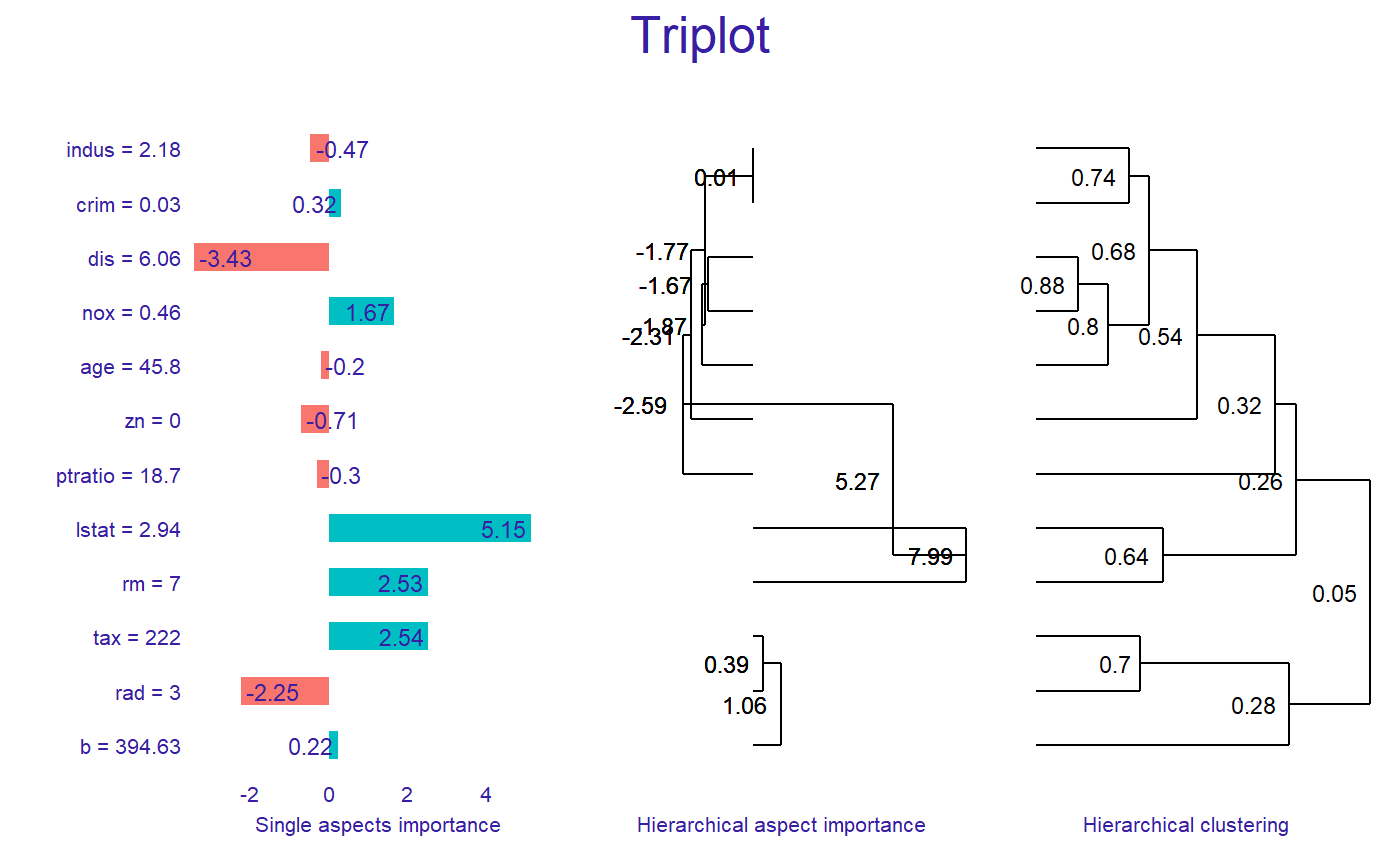 Triplot
indus = 2.18
-0.47
crim = 0.03
0.32
dis = 6.06
-3.43
nox = 0.46
1.67
age = 45.8
-0.2
zn = 0
-0.71
ptratio = 18.7
-0.3
lstat = 2.94
5.15
rm = 7
2.53
tax = 222
2.54
rad = 3
-2.25
b = 394.63
0.22
-2 0 2 4
Single aspects importance
0.01
-1.77
-1.67
-1.87
-2.31
-2.59
5.27
7.99
0.39
1.06
Hierarchical aspect importance
0.74
0.68
0.88
0.8
0.54
0.32
0.26
0.64
0.05
0.7
0.28
Hierarchical clustering